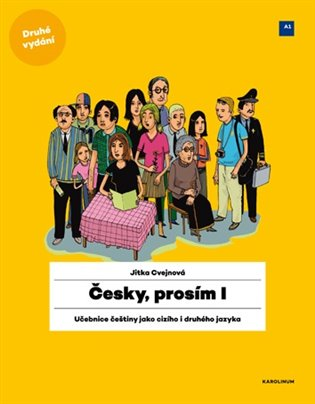 Druhé
vydání
A1
Jitka Cvejnová
Česky, prosím I
Učebnice češtiny jako cizího i druhého jazyka
KAROLINUM